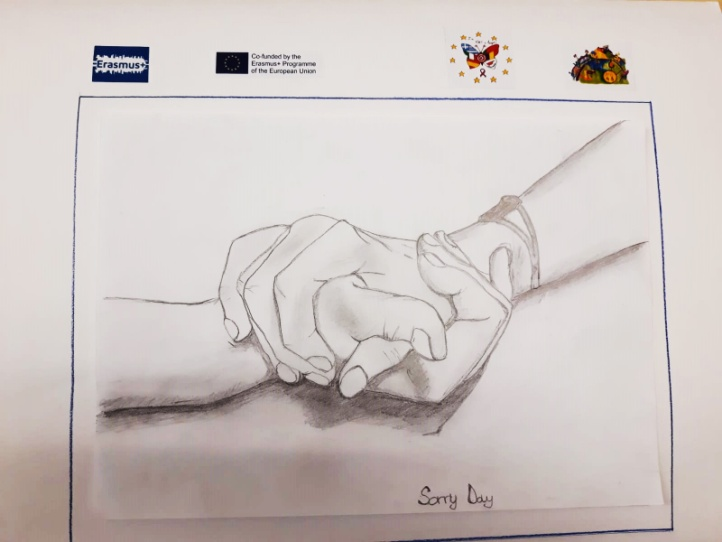 Erasmus+
Co-funded by the
Erasmus+ Programme
of the European Union
Sorry Day